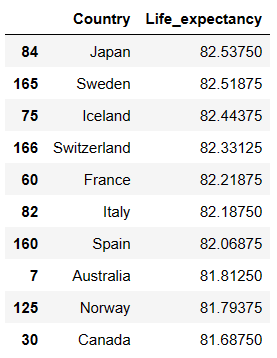 Country Life_expectancy
84 Japan 82.53750
165 Sweden 82.51875
75 Iceland 82.44375
166 Switzerland 82.33125
60 France 82.21875
82 Italy 82.18750
160 Spain 82.06875
7 Australia 81.81250
125 Norway 81.79375
30 Canada 81.68750